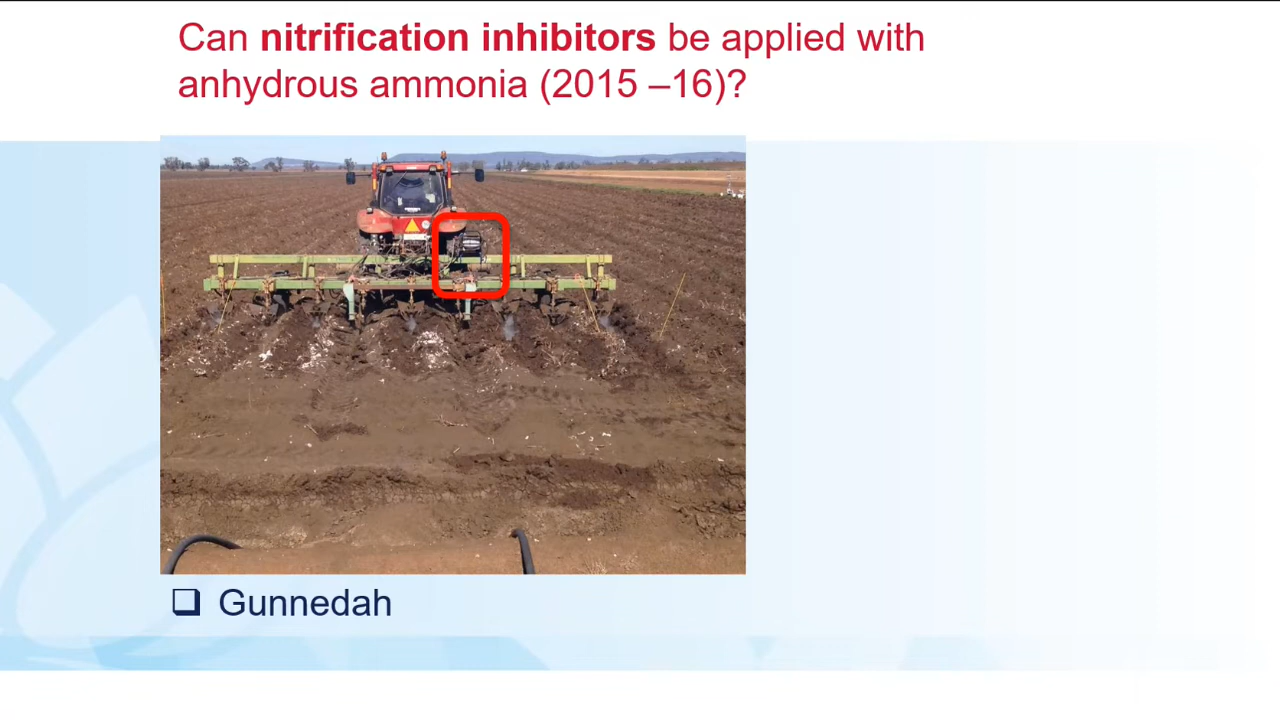 Can nitrification inhibitors be applied with
anhydrous ammonia (2015 –16)?
Gunnedah